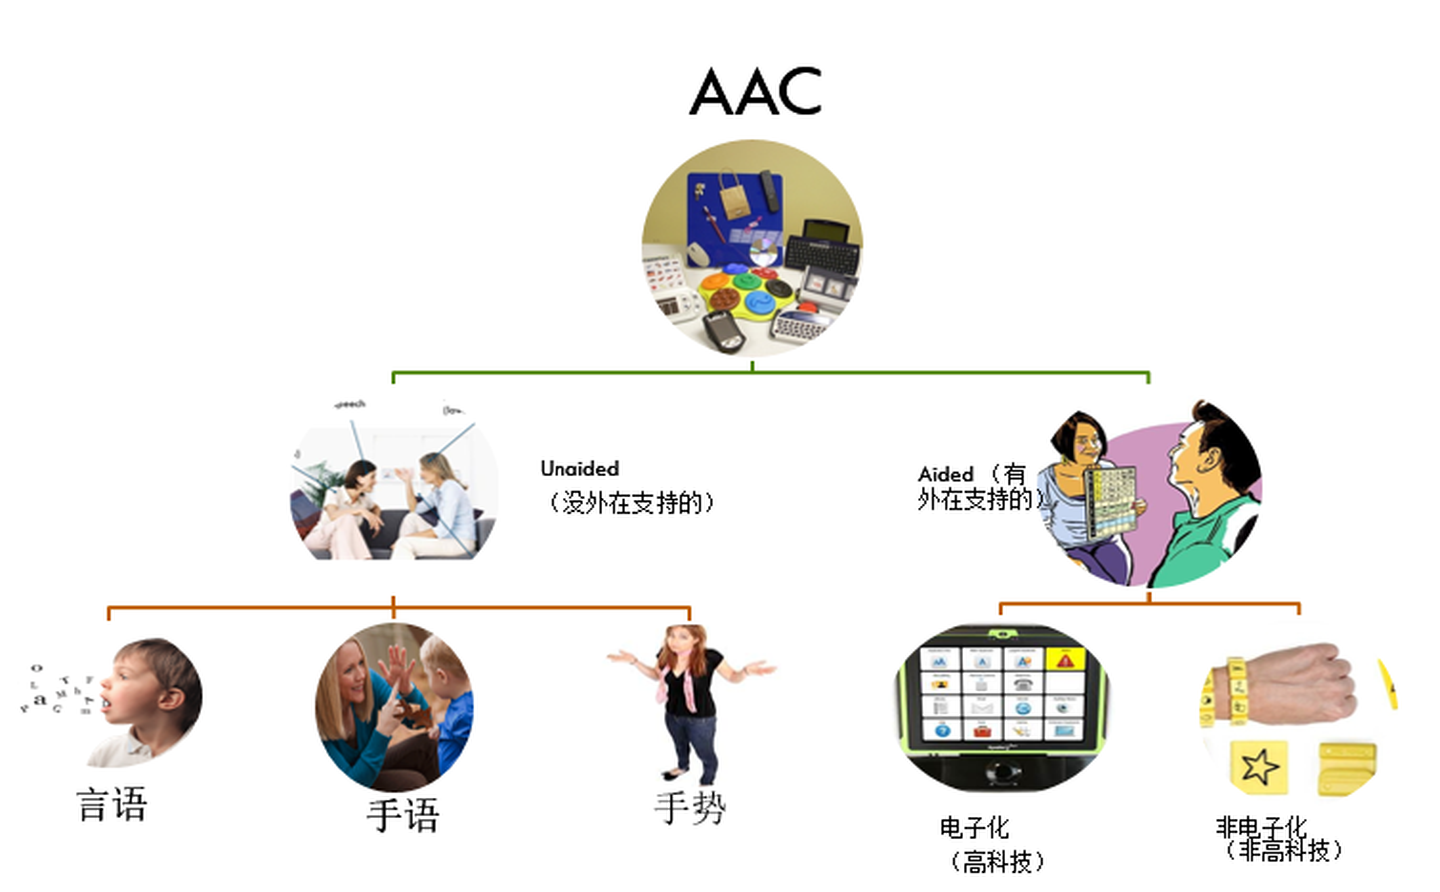 AAC
Unaided
（没外在支持的）
Aided （有
外在支持的）
言语
手语
手势
电子化
（高科技）
非电子化
（非高科技）